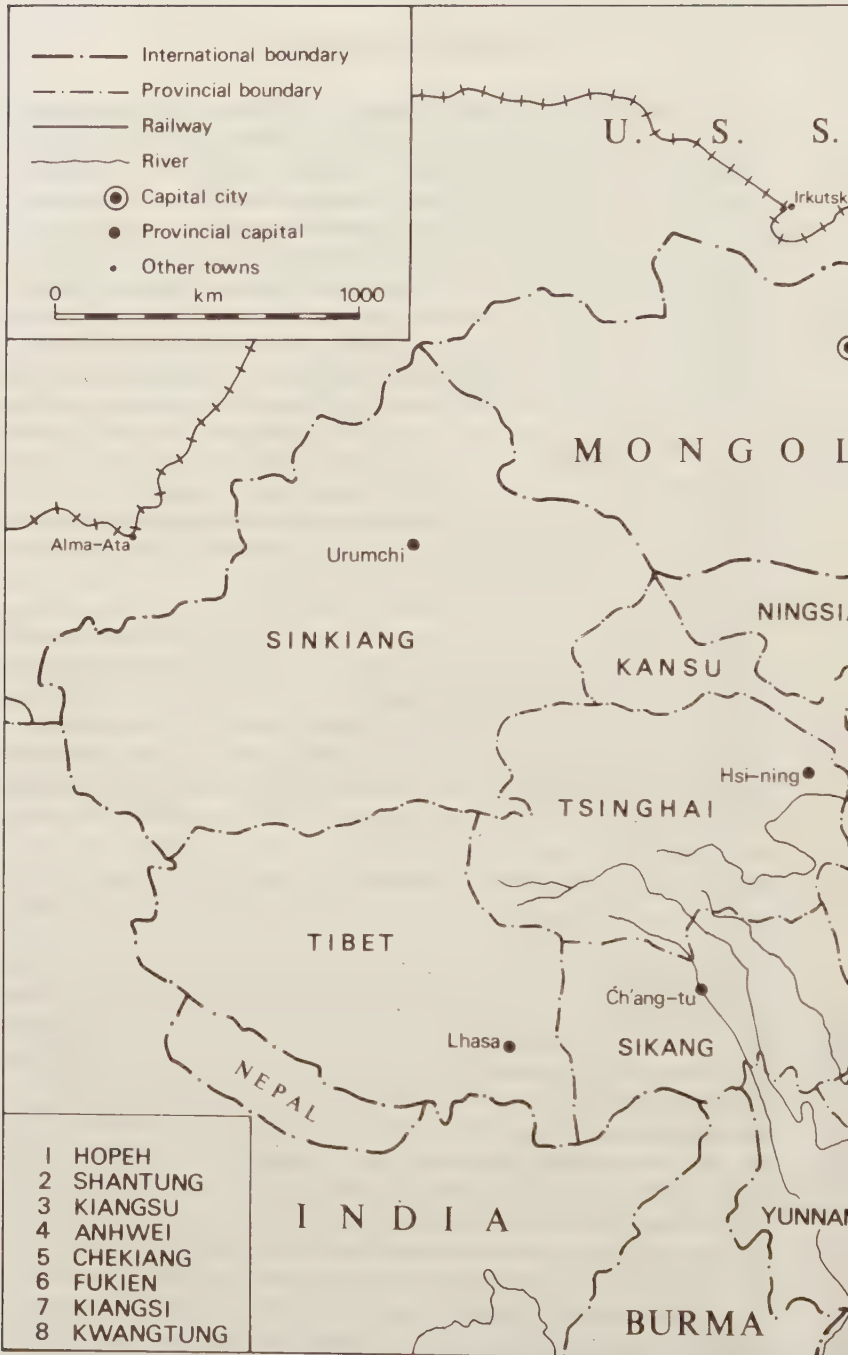 International boundary
Provincial boundary
Railway
River
Capital city
Provincial capital
Other towns
0 km 1000
U. S. S.
Irkutsk
MONGOL
Alma-Ata
Urumchi
SINKIANG
NINGSIA
KANSU
Hsi-ning
TSINGHAI
TIBET
Ch'ang-tu
Lhasa
SIKANG
NEPAL
1 HOPEH
2 SHANTUNG
3 KIANGSU
4 ANHWEI
5 CHEKIANG
6 FUKIEN
7 KIANGSI
8 KWANGTUNG
INDIA
YUNNAN
BURMA